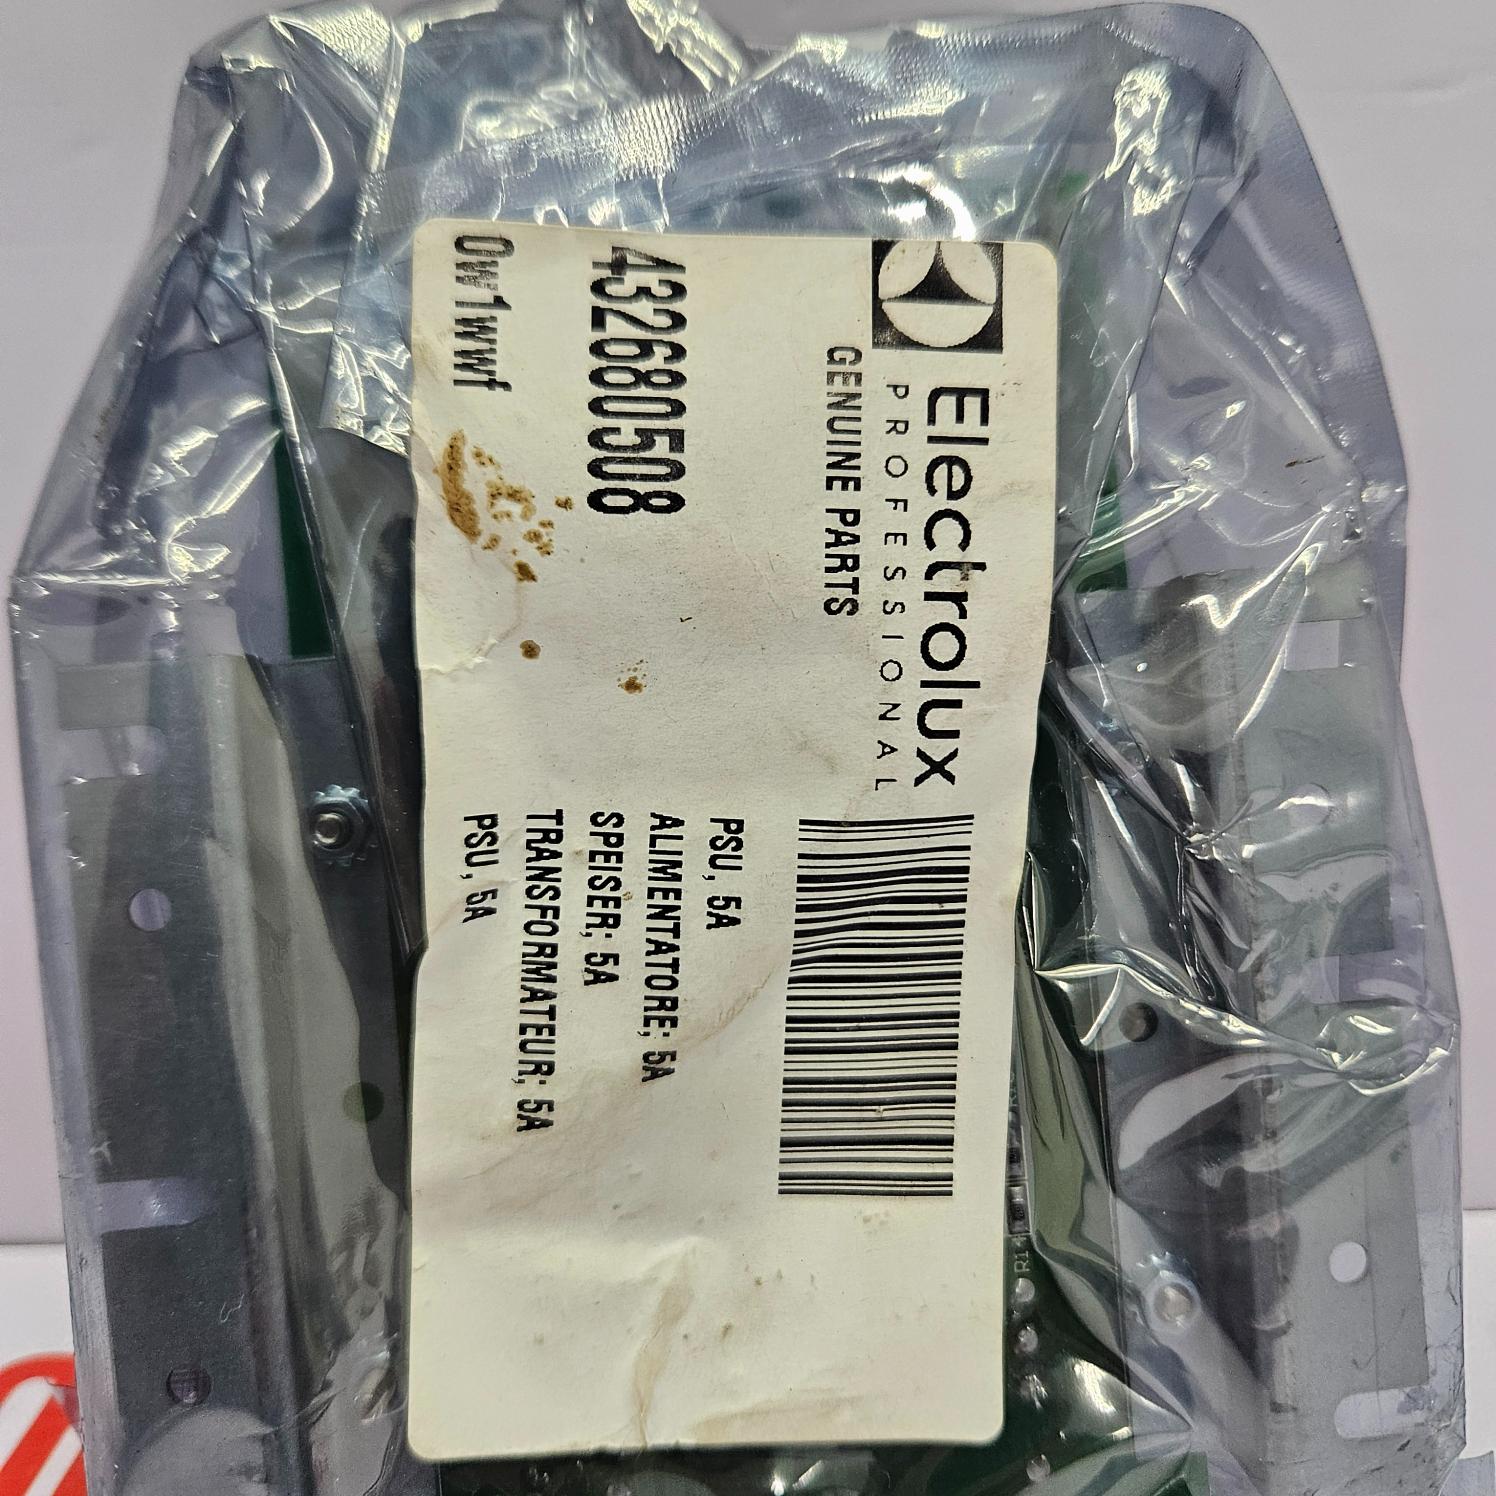 Electrolux
PROFESSIONAL
GENUINE PARTS
432680508
0w1wwf
PSU, 5A
ALIMENTATORE; 5A
SPEISER; 5A
TRANSFORMATEUR; 5A
PSU, 5A